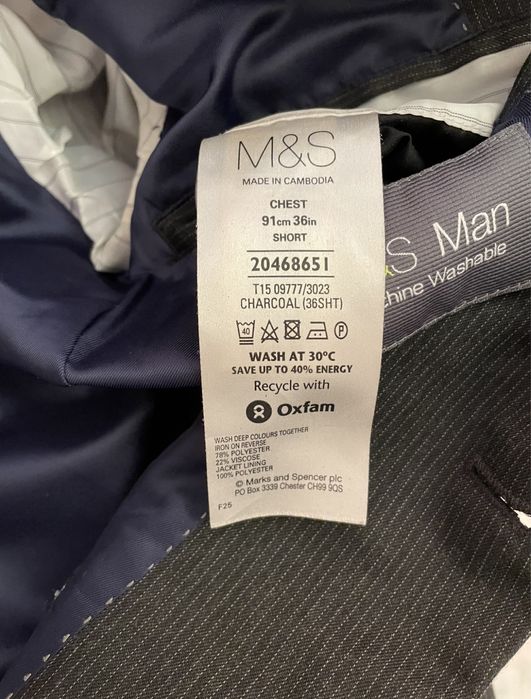 M&S
MADE IN CAMBODIA
CHEST
91cm 36in
SHORT
20468651
T15 09777/3023
CHARCOAL (36SHT)
40 P
WASH AT 30ºC
SAVE UP TO 40% ENERGY
Recycle with
Oxfam
WASH DEEP COLOURS TOGETHER
IRON ON REVERSE
78% POLYESTER
22% VISCOSE
JACKET LINING
100% POLYESTER
© Marks and Spencer plc
PO Box 3339 Chester CH99 9QS
F25
S Man
chine Washable